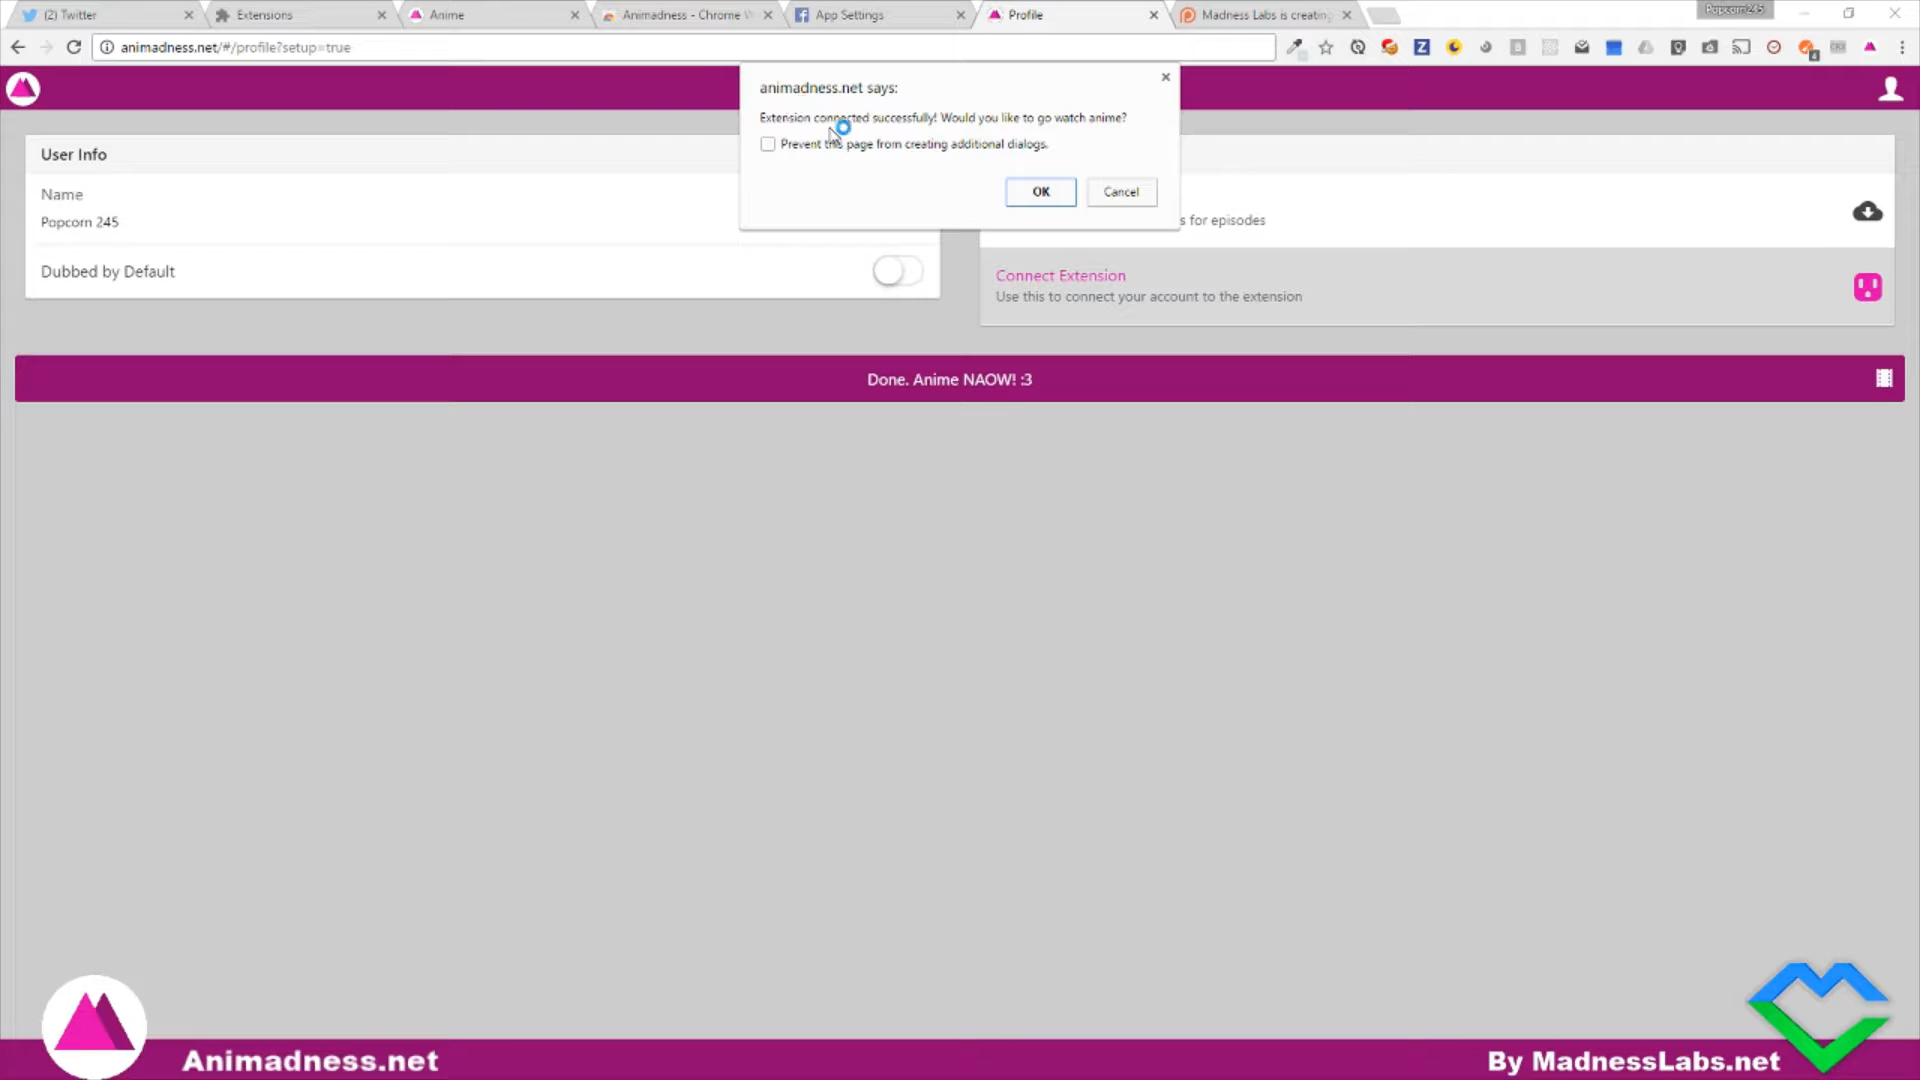 (2) Twitter
Extensions
Anime
Animadness - Chrome W
App Settings
Profile
Madness Labs is creating
Popcorn245
animadness.net/#/profile?setup=true
animadness.net says:
Extension connected successfully! Would you like to go watch anime?
Prevent this page from creating additional dialogs.
OK
Cancel
User Info
Name
Popcorn 245
Dubbed by Default
s for episodes
Connect Extension
Use this to connect your account to the extension
Done. Anime NAOW! :3
Animadness.net
By MadnessLabs.net